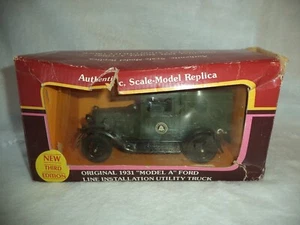 Authentic, Scale-Model Replica
NEW
THIRD
EDITION
ORIGINAL 1931 "MODEL A" FORD
LINE INSTALLATION UTILITY TRUCK